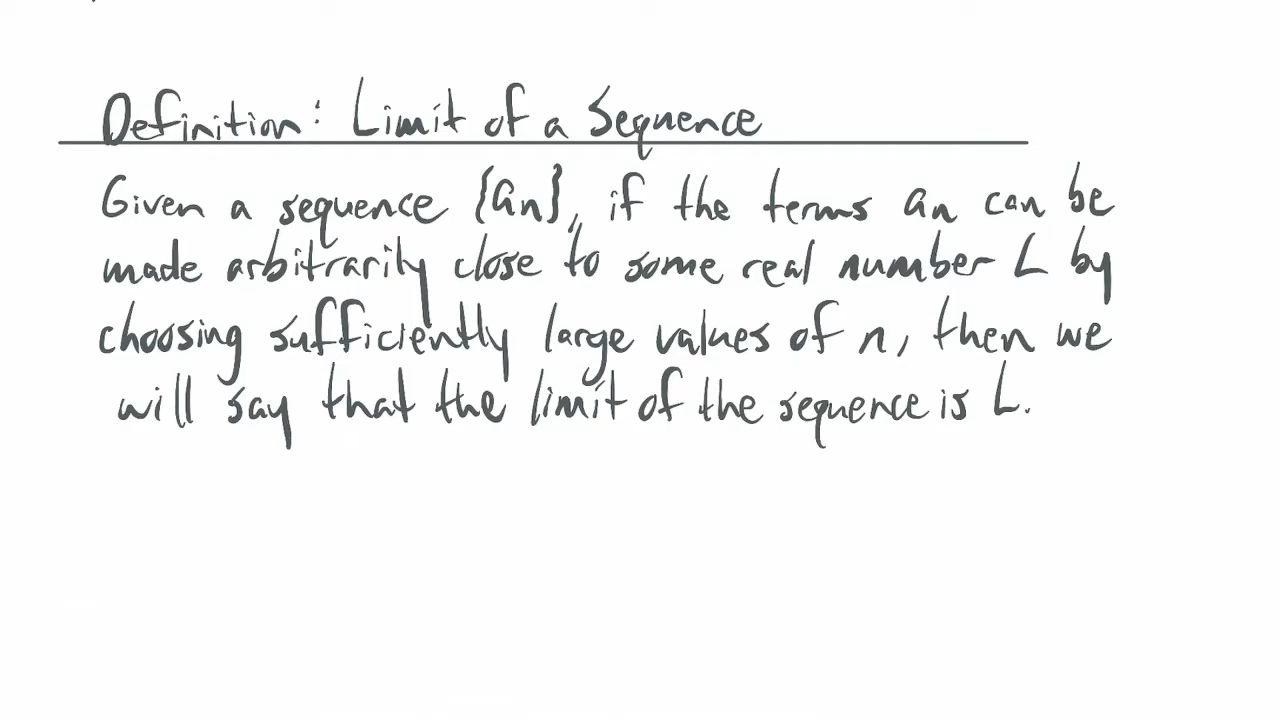 Definition: Limit of a Sequence
Given a sequence {an}, if the terms an can be
made arbitrarily close to some real number L by
choosing sufficiently large values of n, then we
will say that the limit of the sequence is L.